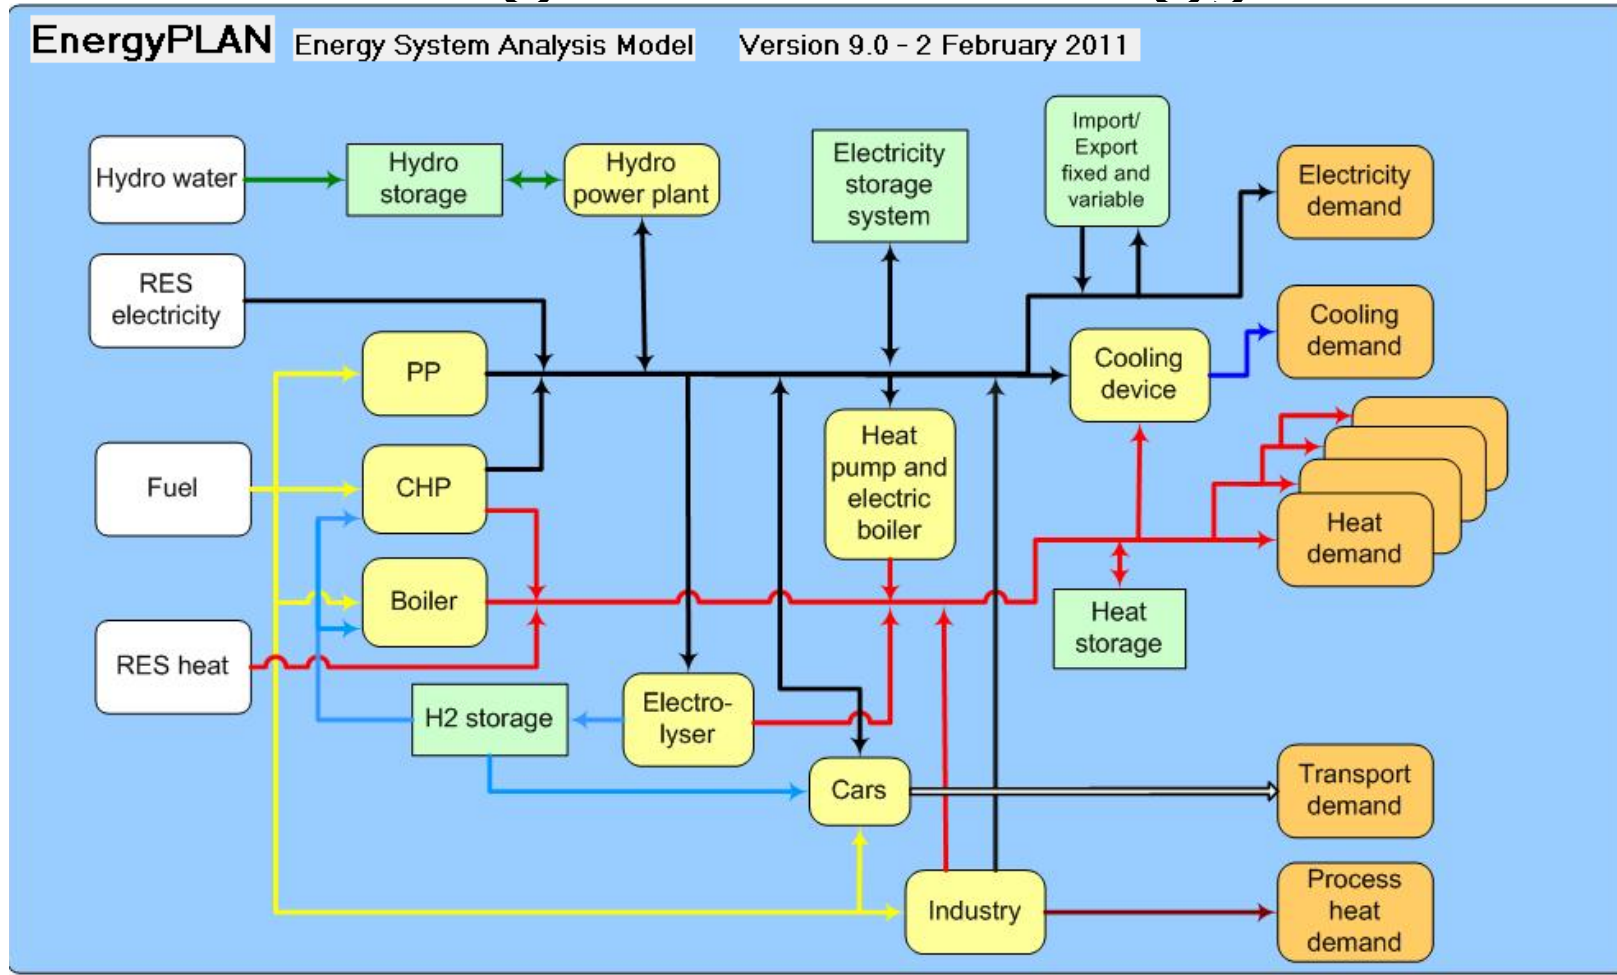 EnergyPLAN Energy System Analysis Model Version 9.0 - 2 February 2011
Hydro water
Hydro
storage
Hydro
power plant
Electricity
storage
system
Import/
Export
fixed and
variable
Electricity
demand
RES
electricity
PP
Cooling
device
Cooling
demand
Fuel
CHP
Heat
pump and
electric
boiler
Heat
demand
Boiler
RES heat
Heat
storage
H2 storage
Electro-
lyser
Cars
Transport
demand
Industry
Process
heat
demand